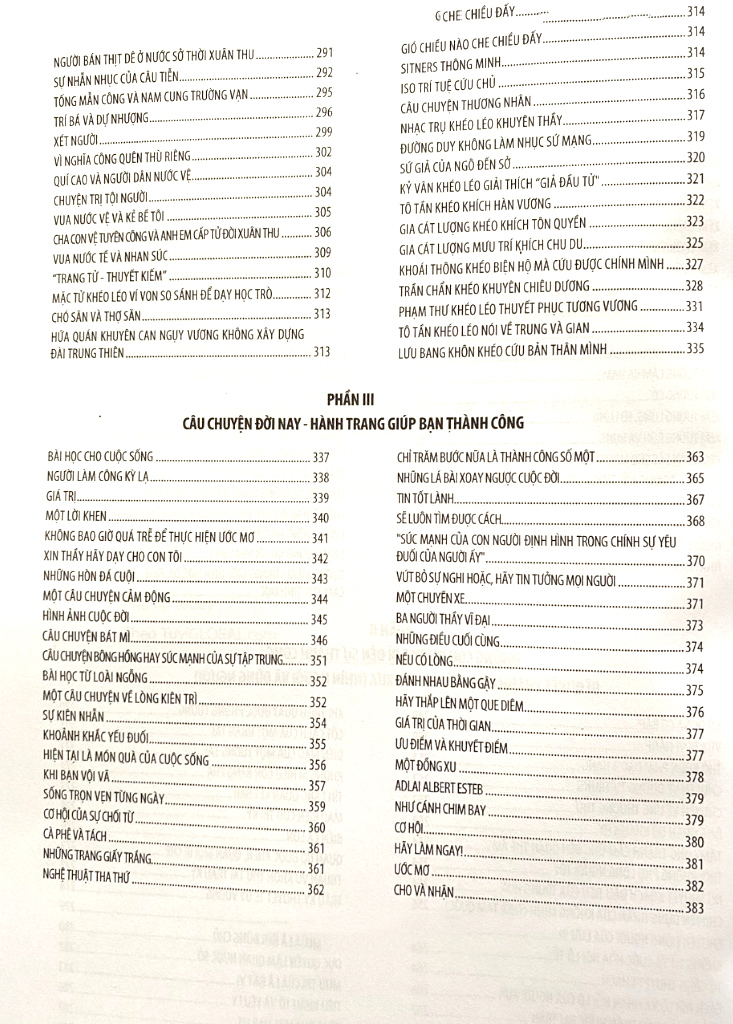 NGƯỜI BÁN THỊT DÊ Ở NƯỚC SỞ THỜI XUÂN THU ........ 291
SỰ NHẪN NHỤC CỦA CÂU TIỄN ........ 292
TỐNG MẪN CÔNG VÀ NAM CUNG TRƯỜNG VẠN ........ 295
TRÍ BÁ VÀ DỰ NHƯỢNG ........ 296
XÉT NGƯỜI ........ 299
VÌ NGHĨA CÔNG QUÊN THÙ RIÊNG ........ 302
QUÍ CAO VÀ NGƯỜI DÂN NƯỚC VỆ ........ 304
CHUYỆN TRỊ TỘI NGƯỜI ........ 304
VUA NƯỚC VỆ VÀ KẺ BỀ TÔI ........ 305
CHA CON VỆ TUYÊN CÔNG VÀ ANH EM CẤP TỬ ĐỜI XUÂN THU ........ 306
VUA NƯỚC TỀ VÀ NHAN SÚC ........ 309
"TRANG TỬ - THUYẾT KIẾM" ........ 310
MẶC TỬ KHÉO LÉO VÍ VON SO SÁNH ĐỂ DẠY HỌC TRÒ ........ 312
CHÓ SĂN VÀ THỢ SĂN ........ 313
HỨA QUÁN KHUYÊN CAN NGỤY VƯƠNG KHÔNG XÂY DỰNG
ĐÀI TRUNG THIÊN ........ 313
CHE CHIỀU ĐẤY ........ 314
GIÓ CHIỀU NÀO CHE CHIỀU ĐẤY ........ 314
SITNERS THÔNG MINH ........ 314
ISO TRÍ TUỆ CỨU CHỦ ........ 315
CÂU CHUYỆN THƯƠNG NHÂN ........ 316
NHẠC TRỤ KHÉO LÉO KHUYÊN THẦY ........ 317
ĐƯỜNG DUY KHÔNG LÀM NHỤC SỨ MẠNG ........ 319
SỨ GIẢ CỦA NGÔ ĐẾN SỞ ........ 320
KỶ VÂN KHÉO LÉO GIẢI THÍCH "GIẢ ĐẦU TỬ" ........ 321
TÔ TẦN KHÉO KHÍCH HÀN VƯƠNG ........ 322
GIA CÁT LƯỢNG KHÉO KHÍCH TÔN QUYỀN ........ 323
GIA CÁT LƯỢNG MƯU TRÍ KHÍCH CHU DU ........ 325
KHOÁI THÔNG KHÉO BIỆN HỘ MÀ CỨU ĐƯỢC CHÍNH MÌNH ........ 327
TRẦN CHẨN KHÉO KHUYÊN CHIÊU DƯƠNG ........ 328
PHẠM THƯ KHÉO LÉO THUYẾT PHỤC TƯƠNG VƯƠNG ........ 331
TÔ TẦN KHÉO LÉO NÓI VỀ TRUNG VÀ GIAN ........ 334
LƯU BANG KHÔN KHÉO CỨU BẢN THÂN MÌNH ........ 335
PHẦN III
CÂU CHUYỆN ĐỜI NAY - HÀNH TRANG GIÚP BẠN THÀNH CÔNG
BÀI HỌC CHO CUỘC SỐNG ........ 337
NGƯỜI LÀM CÔNG KỲ LẠ ........ 338
GIÁ TRỊ ........ 339
MỘT LỜI KHEN ........ 340
KHÔNG BAO GIỜ QUÁ TRỄ ĐỂ THỰC HIỆN ƯỚC MƠ ........ 341
XIN THẦY HÃY DẠY CHO CON TÔI ........ 342
NHỮNG HÒN ĐÁ CUỘI ........ 343
MỘT CÂU CHUYỆN CẢM ĐỘNG ........ 344
HÌNH ẢNH CUỘC ĐỜI ........ 345
CÂU CHUYỆN BÁT MÌ ........ 346
CÂU CHUYỆN BÔNG HỒNG HAY SỨC MẠNH CỦA SỰ TẬP TRUNG ........ 351
BÀI HỌC TỪ LOÀI NGỖNG ........ 352
MỘT CÂU CHUYỆN VỀ LÒNG KIÊN TRÌ ........ 352
SỰ KIÊN NHẪN ........ 354
KHOẢNH KHẮC YẾU ĐUỐI ........ 355
HIỆN TẠI LÀ MÓN QUÀ CỦA CUỘC SỐNG ........ 356
KHI BẠN VỘI VÃ ........ 357
SỐNG TRỌN VẸN TỪNG NGÀY ........ 359
CƠ HỘI CỦA SỰ CHỐI TỪ ........ 360
CÀ PHÊ VÀ TÁCH ........ 361
NHỮNG TRANG GIẤY TRẮNG ........ 361
NGHỆ THUẬT THA THỨ ........ 362
CHỈ TRĂM BƯỚC NỮA LÀ THÀNH CÔNG SỐ MỘT ........ 363
NHỮNG LÁ BÀI XOAY NGƯỢC CUỘC ĐỜI ........ 365
TIN TỐT LÀNH ........ 367
SẼ LUÔN TÌM ĐƯỢC CÁCH ........ 368
"SỨC MẠNH CỦA CON NGƯỜI ĐỊNH HÌNH TRONG CHÍNH SỰ YẾU
ĐUỐI CỦA NGƯỜI ẤY" ........ 370
VỨT BỎ SỰ NGHI HOẶC, HÃY TIN TƯỞNG MỌI NGƯỜI ........ 371
MỘT CHUYẾN XE ........ 371
BA NGƯỜI THẦY VĨ ĐẠI ........ 373
NHỮNG ĐIỀU CUỐI CÙNG ........ 374
NẾU CÓ LÒNG ........ 374
ĐÁNH NHAU BẰNG GẬY ........ 375
HÃY THẮP LÊN MỘT QUE DIÊM ........ 376
GIÁ TRỊ CỦA THỜI GIAN ........ 377
ƯU ĐIỂM VÀ KHUYẾT ĐIỂM ........ 377
MỘT ĐỒNG XU ........ 378
ADLAI ALBERT ESTEB ........ 379
NHƯ CÁNH CHIM BAY ........ 379
CƠ HỘI ........ 380
HÃY LÀM NGAY! ........ 381
ƯỚC MƠ ........ 382
CHO VÀ NHẬN ........ 383